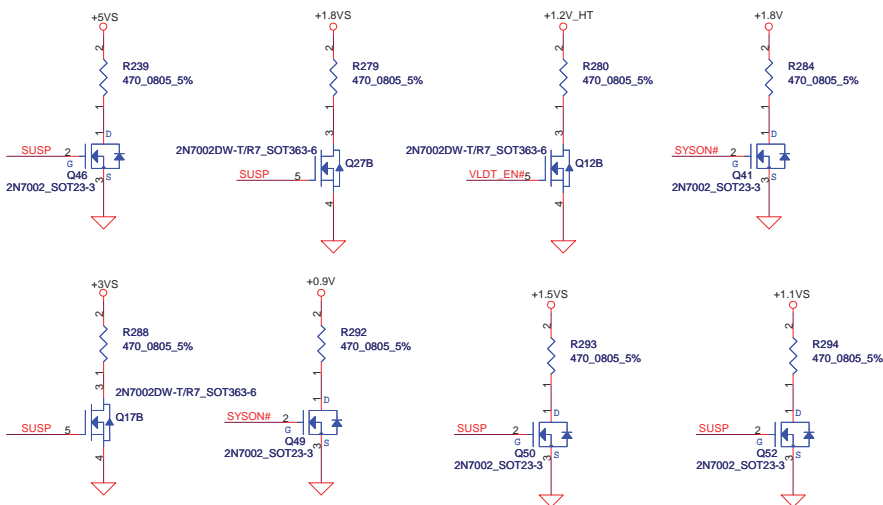 +5VS
2
R239
470_0805_5%
1
1
D
SUSP
2
G
Q46
3
S
2N7002_SOT23-3
+1.8VS
2
R279
470_0805_5%
1
3
2N7002DW-T/R7_SOT363-6
Q27B
SUSP
5
4
+1.2V_HT
2
R280
470_0805_5%
1
3
2N7002DW-T/R7_SOT363-6
Q12B
VLDT_EN#
5
4
+1.8V
2
R284
470_0805_5%
1
1
D
SYSON#
2
G
Q41
3
S
2N7002_SOT23-3
+3VS
2
R288
470_0805_5%
1
3
2N7002DW-T/R7_SOT363-6
Q17B
SUSP
5
4
+0.9V
2
R292
470_0805_5%
1
1
D
SYSON#
2
G
Q49
3
S
2N7002_SOT23-3
+1.5VS
2
R293
470_0805_5%
1
1
D
SUSP
2
G
Q50
3
S
2N7002_SOT23-3
+1.1VS
2
R294
470_0805_5%
1
1
D
SUSP
2
G
Q52
3
S
2N7002_SOT23-3